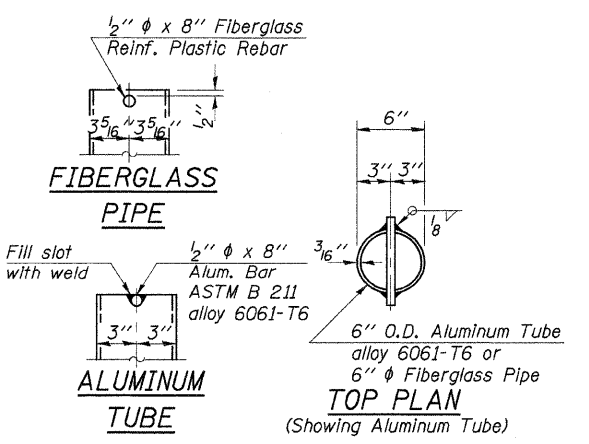 1/2" ϕ x 8" Fiberglass
Reinf. Plastic Rebar
3 5/16" 3 5/16"
1/2"
FIBERGLASS
PIPE
6"
3" 3"
1/8
3/16"
Fill slot
with weld
1/2" ϕ x 8"
Alum. Bar
ASTM B 211
alloy 6061-T6
3" 3"
ALUMINUM
TUBE
6" O.D. Aluminum Tube
alloy 6061-T6 or
6" ϕ Fiberglass Pipe
TOP PLAN
(Showing Aluminum Tube)